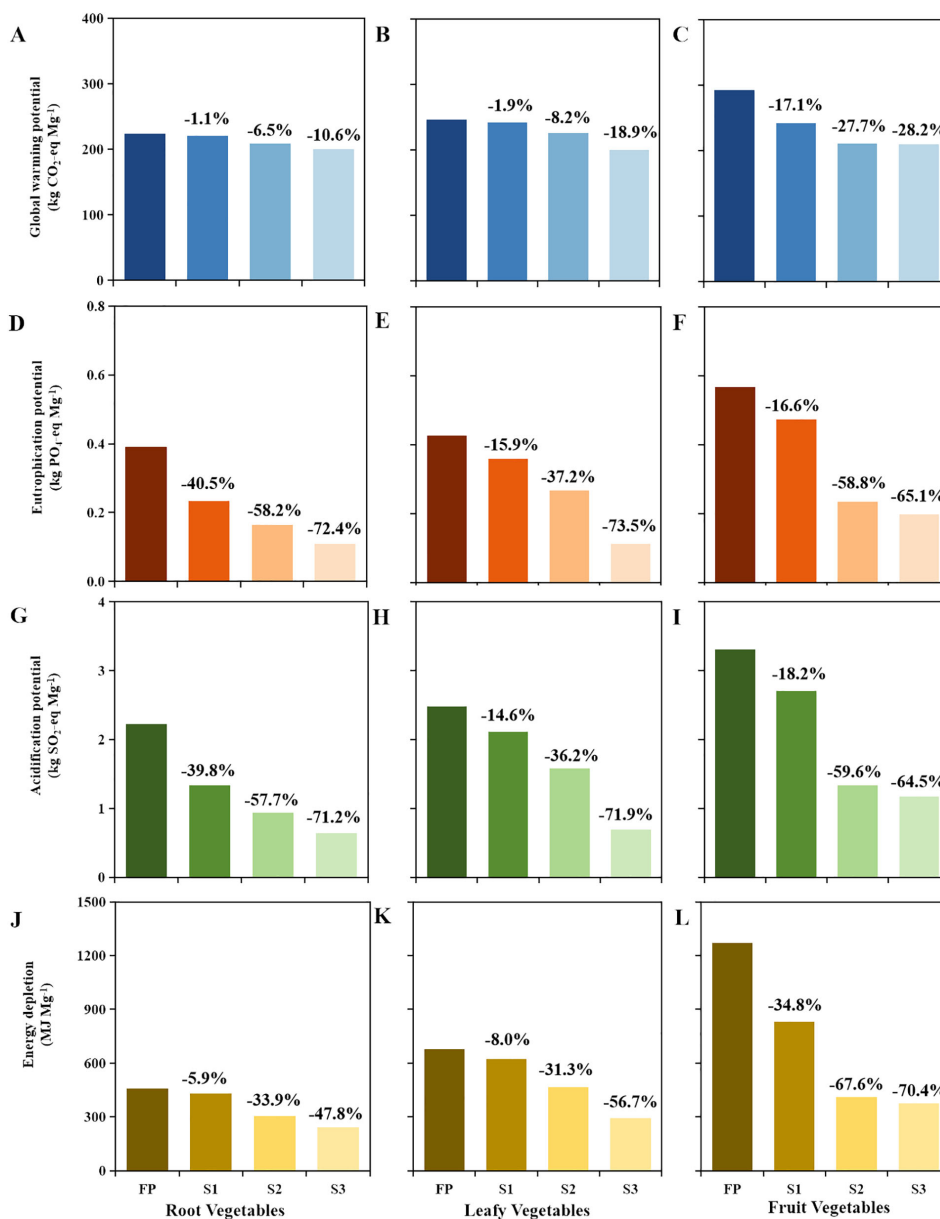 A
B
C
Global warming potential
(kg CO₂-eq Mg⁻¹)
400
300
200
100
0
-1.1%
-6.5%
-10.6%
-1.9%
-8.2%
-18.9%
-17.1%
-27.7%
-28.2%
D
E
F
Eutrophication potential
(kg PO₄-eq Mg⁻¹)
0.8
0.6
0.4
0.2
0.0
-40.5%
-58.2%
-72.4%
-15.9%
-37.2%
-73.5%
-16.6%
-58.8%
-65.1%
G
H
I
Acidification potential
(kg SO₂-eq Mg⁻¹)
4
3
2
1
0
-39.8%
-57.7%
-71.2%
-14.6%
-36.2%
-71.9%
-18.2%
-59.6%
-64.5%
J
K
L
Energy depletion
(MJ Mg⁻¹)
1500
1200
900
600
300
0
-5.9%
-33.9%
-47.8%
-8.0%
-31.3%
-56.7%
-34.8%
-67.6%
-70.4%
FP S1 S2 S3
FP S1 S2 S3
FP S1 S2 S3
Root Vegetables
Leafy Vegetables
Fruit Vegetables